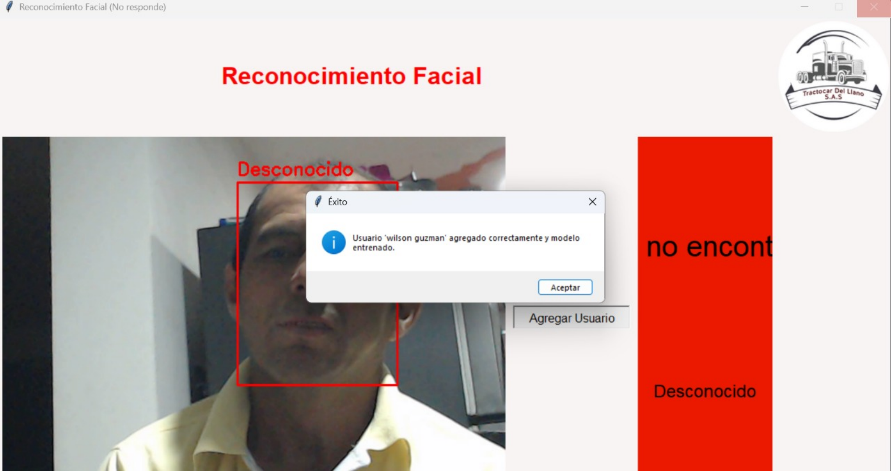 Reconocimiento Facial (No responde)
Reconocimiento Facial
Tractocar Del Llano
S.A.S
Desconocido
Éxito
Usuario 'wilson guzman' agregado correctamente y modelo
entrenado.
Aceptar
no encont
Agregar Usuario
Desconocido